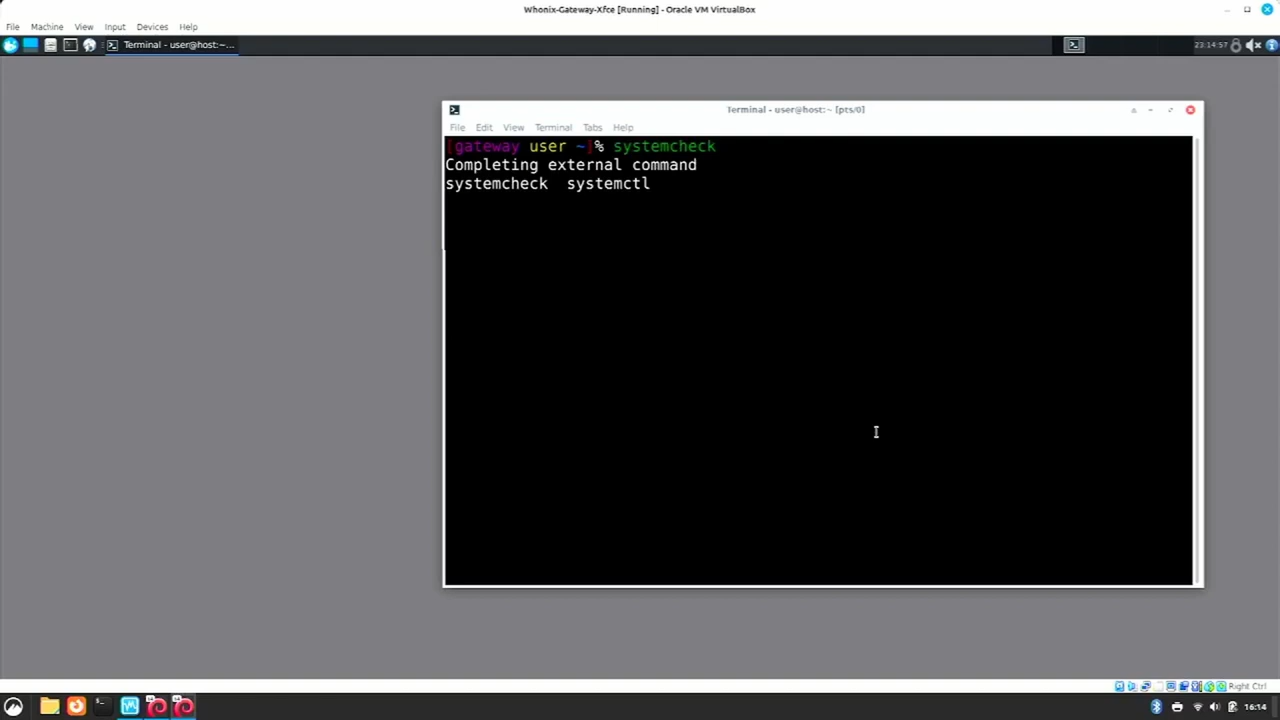 Whonix-Gateway-Xfce [Running] - Oracle VM VirtualBox
File Machine View Input Devices Help
Terminal - user@host:~...
23:14:57
Terminal - user@host: ~ [pts/0]
File Edit View Terminal Tabs Help
[gateway user ~]% systemcheck
Completing external command
systemcheck systemctl
Right Ctrl
16:14